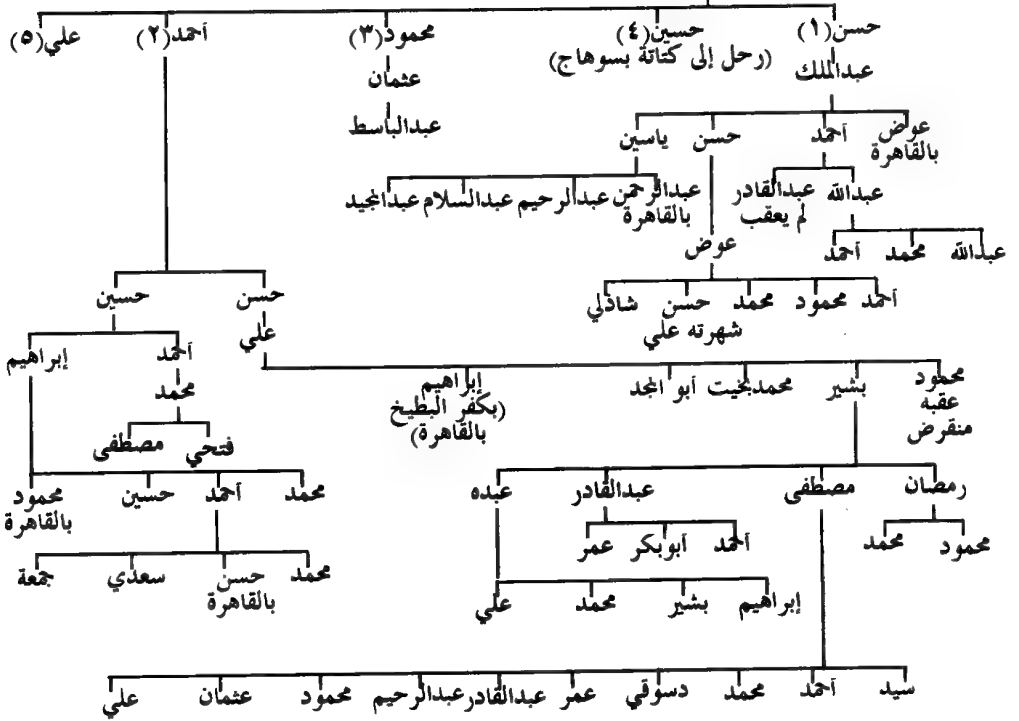 حسن(١) حسين(٤) محمود(٣) أحمد(٢) علي(٥)
(رحل إلى كتاتة بسوهاج)
عبدالملك عثمان
عبدالباسط
عوض أحمد حسن ياسين
بالقاهرة
عبدالله عبدالقادر عبدالرحمن عبدالرحيم عبدالسلام عبدالمجيد
لم يعقب بالقاهرة
عبدالله محمد أحمد عوض
حسن حسين
أحمد محمود محمد حسن شاذلي
شهرته علي
علي أحمد إبراهيم
محمد
محمود بشير محمدبخيت أبو المجد إبراهيم
عقبه (بكفر البطيخ
منقرض بالقاهرة)
فتحي مصطفى
رمضان مصطفى عبدالقادر عبده محمد أحمد حسين محمود
بالقاهرة
محمود محمد أحمد أبوبكر عمر
محمد حسن سعدي جمعة
بالقاهرة
إبراهيم بشير محمد علي
سيد أحمد محمد دسوقي عمر عبدالقادر عبدالرحيم محمود عثمان علي